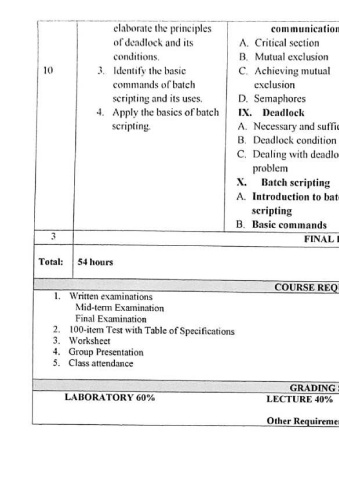 elaborate the principles
of deadlock and its
conditions.
3. Identify the basic
commands of batch
scripting and its uses.
4. Apply the basics of batch
scripting.
10
communication
A. Critical section
B. Mutual exclusion
C. Achieving mutual
exclusion
D. Semaphores
IX. Deadlock
A. Necessary and suffic
B. Deadlock condition
C. Dealing with deadlo
problem
X. Batch scripting
A. Introduction to bat
scripting
B. Basic commands
3
FINAL
Total: 54 hours
COURSE REQ
1. Written examinations
Mid-term Examination
Final Examination
2. 100-item Test with Table of Specifications
3. Worksheet
4. Group Presentation
5. Class attendance
GRADING
LABORATORY 60% LECTURE 40%
Other Requireme